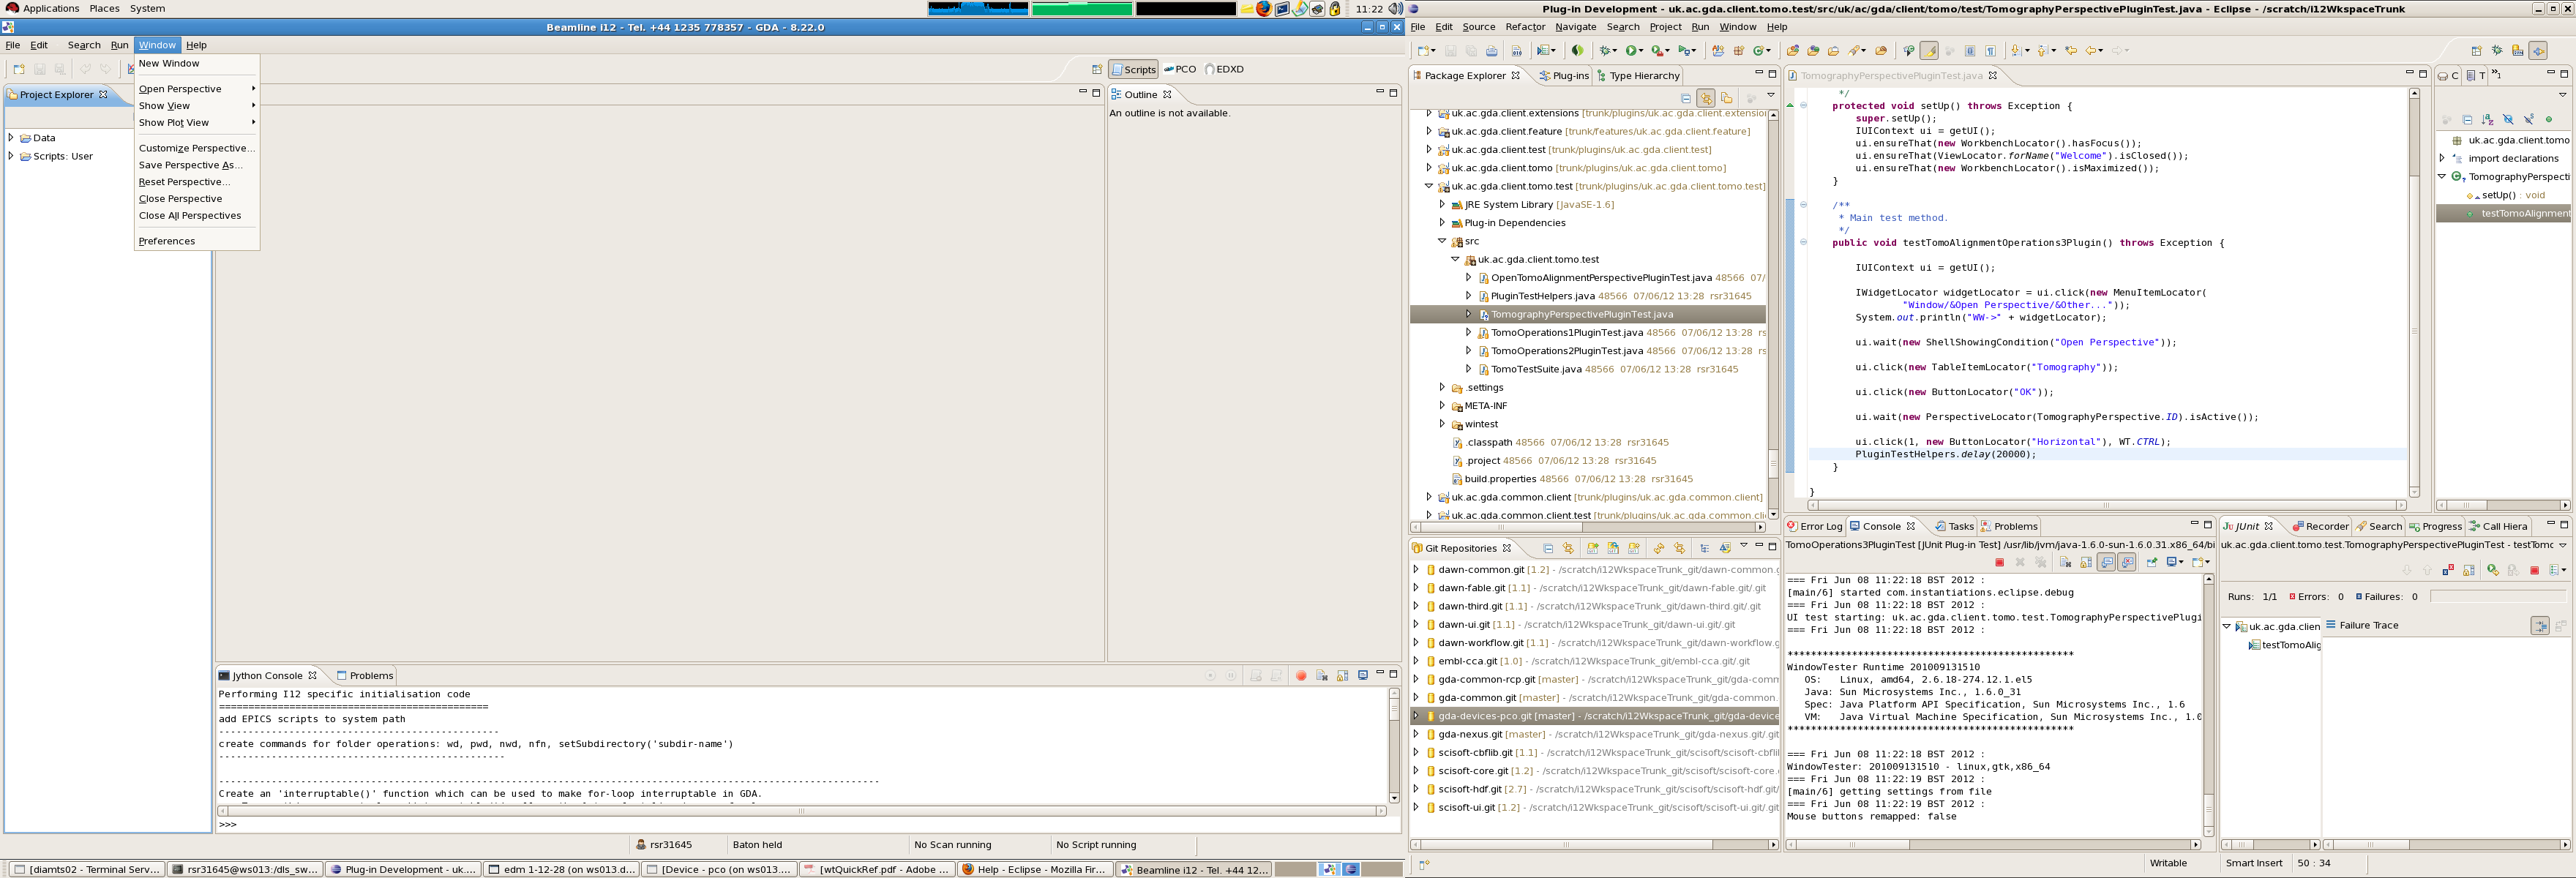 Applications Places System
11:22
Beamline i12 - Tel. +44 1235 778357 - GDA - 8.22.0
File Edit Search Run Window Help
New Window
Open Perspective
Show View
Show Plot View
Customize Perspective...
Save Perspective As...
Reset Perspective...
Close Perspective
Close All Perspectives
Preferences
Scripts PCO EDXD
Project Explorer
Data
Scripts: User
Outline
An outline is not available.
Jython Console Problems
Performing I12 specific initialisation code
==============================================
add EPICS scripts to system path
------------------------------------------------
create commands for folder operations: wd, pwd, nwd, nfn, setSubdirectory('subdir-name')
-------------------------------------------------
Create an 'interruptable()' function which can be used to make for-loop interruptable in GDA.
>>>
rsr31645 Baton held No Scan running No Script running
[diamts02 - Terminal Serv... rsr31645@ws013:/dls_sw... Plug-in Development - uk.... edm 1-12-28 (on ws013.d... [Device - pco (on ws013.... [wtQuickRef.pdf - Adobe ... Help - Eclipse - Mozilla Fir... Beamline i12 - Tel. +44 12...
Plug-in Development - uk.ac.gda.client.tomo.test/src/uk/ac/gda/client/tomo/test/TomographyPerspectivePluginTest.java - Eclipse - /scratch/i12WkspaceTrunk
File Edit Source Refactor Navigate Search Project Run Window Help
Package Explorer Plug-ins Type Hierarchy
uk.ac.gda.client.extensions [trunk/plugins/uk.ac.gda.client.extension
uk.ac.gda.client.feature [trunk/features/uk.ac.gda.client.feature]
uk.ac.gda.client.test [trunk/plugins/uk.ac.gda.client.test]
uk.ac.gda.client.tomo [trunk/plugins/uk.ac.gda.client.tomo]
uk.ac.gda.client.tomo.test [trunk/plugins/uk.ac.gda.client.tomo.test]
JRE System Library [JavaSE-1.6]
Plug-in Dependencies
src
uk.ac.gda.client.tomo.test
OpenTomoAlignmentPerspectivePluginTest.java 48566 07/
PluginTestHelpers.java 48566 07/06/12 13:28 rsr31645
TomographyPerspectivePluginTest.java
TomoOperations1PluginTest.java 48566 07/06/12 13:28 rs
TomoOperations2PluginTest.java 48566 07/06/12 13:28 rs
TomoTestSuite.java 48566 07/06/12 13:28 rsr31645
.settings
META-INF
wintest
.classpath 48566 07/06/12 13:28 rsr31645
.project 48566 07/06/12 13:28 rsr31645
build.properties 48566 07/06/12 13:28 rsr31645
uk.ac.gda.common.client [trunk/plugins/uk.ac.gda.common.client]
uk.ac.gda.common.client.test [trunk/plugins/uk.ac.gda.common.cli
Git Repositories
dawn-common.git [1.2] - /scratch/i12WkspaceTrunk_git/dawn-common.g
dawn-fable.git [1.1] - /scratch/i12WkspaceTrunk_git/dawn-fable.git/.git
dawn-third.git [1.1] - /scratch/i12WkspaceTrunk_git/dawn-third.git/.git
dawn-ui.git [1.1] - /scratch/i12WkspaceTrunk_git/dawn-ui.git/.git
dawn-workflow.git [1.1] - /scratch/i12WkspaceTrunk_git/dawn-workflow.g
embl-cca.git [1.0] - /scratch/i12WkspaceTrunk_git/embl-cca.git/.git
gda-common-rcp.git [master] - /scratch/i12WkspaceTrunk_git/gda-comm
gda-common.git [master] - /scratch/i12WkspaceTrunk_git/gda-common.
gda-devices-pco.git [master] - /scratch/i12WkspaceTrunk_git/gda-device
gda-nexus.git [master] - /scratch/i12WkspaceTrunk_git/gda-nexus.git/.git
scisoft-cbflib.git [1.1] - /scratch/i12WkspaceTrunk_git/scisoft/scisoft-cbfli
scisoft-core.git [1.2] - /scratch/i12WkspaceTrunk_git/scisoft/scisoft-core.
scisoft-hdf.git [2.7] - /scratch/i12WkspaceTrunk_git/scisoft/scisoft-hdf.git/
scisoft-ui.git [1.2] - /scratch/i12WkspaceTrunk_git/scisoft/scisoft-ui.git/.git
TomographyPerspectivePluginTest.java
*/
protected void setUp() throws Exception {
super.setUp();
IUIContext ui = getUI();
ui.ensureThat(new WorkbenchLocator().hasFocus());
ui.ensureThat(ViewLocator.forName("Welcome").isClosed());
ui.ensureThat(new WorkbenchLocator().isMaximized());
}
/**
* Main test method.
*/
public void testTomoAlignmentOperations3Plugin() throws Exception {
IUIContext ui = getUI();
IWidgetLocator widgetLocator = ui.click(new MenuItemLocator(
"Window/&Open Perspective/&Other..."));
System.out.println("WW->" + widgetLocator);
ui.wait(new ShellShowingCondition("Open Perspective"));
ui.click(new TableItemLocator("Tomography"));
ui.click(new ButtonLocator("OK"));
ui.wait(new PerspectiveLocator(TomographyPerspective.ID).isActive());
ui.click(1, new ButtonLocator("Horizontal"), WT.CTRL);
PluginTestHelpers.delay(20000);
}
}
C T »1
uk.ac.gda.client.tomo
import declarations
TomographyPerspecti
setUp() : void
testTomoAlignment
Error Log Console Tasks Problems
TomoOperations3PluginTest [JUnit Plug-in Test] /usr/lib/jvm/java-1.6.0-sun-1.6.0.31.x86_64/bi
=== Fri Jun 08 11:22:18 BST 2012 :
[main/6] started com.instantiations.eclipse.debug
=== Fri Jun 08 11:22:18 BST 2012 :
UI test starting: uk.ac.gda.client.tomo.test.TomographyPerspectivePlugi
=== Fri Jun 08 11:22:18 BST 2012 :
*************************************************
WindowTester Runtime 201009131510
OS: Linux, amd64, 2.6.18-274.12.1.el5
Java: Sun Microsystems Inc., 1.6.0_31
Spec: Java Platform API Specification, Sun Microsystems Inc., 1.6
VM: Java Virtual Machine Specification, Sun Microsystems Inc., 1.0
*************************************************
=== Fri Jun 08 11:22:18 BST 2012 :
WindowTester: 201009131510 - linux,gtk,x86_64
=== Fri Jun 08 11:22:19 BST 2012 :
[main/6] getting settings from file
=== Fri Jun 08 11:22:19 BST 2012 :
Mouse buttons remapped: false
JUnit Recorder Search Progress Call Hiera
uk.ac.gda.client.tomo.test.TomographyPerspectivePluginTest - testTomo
Runs: 1/1 Errors: 0 Failures: 0
uk.ac.gda.clien
testTomoAlig
Failure Trace
Writable Smart Insert 50 : 34